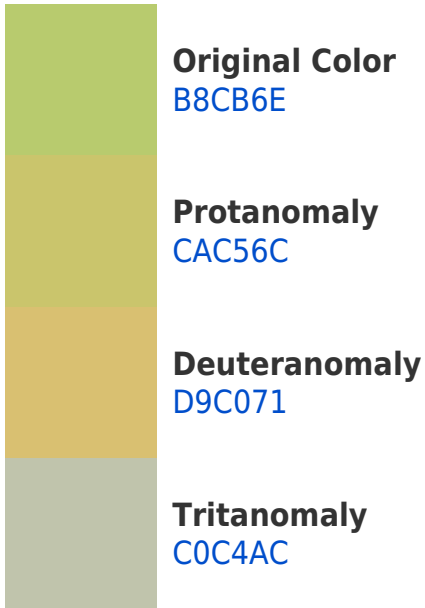 Original Color
B8CB6E
Protanomaly
CAC56C
Deuteranomaly
D9C071
Tritanomaly
C0C4AC